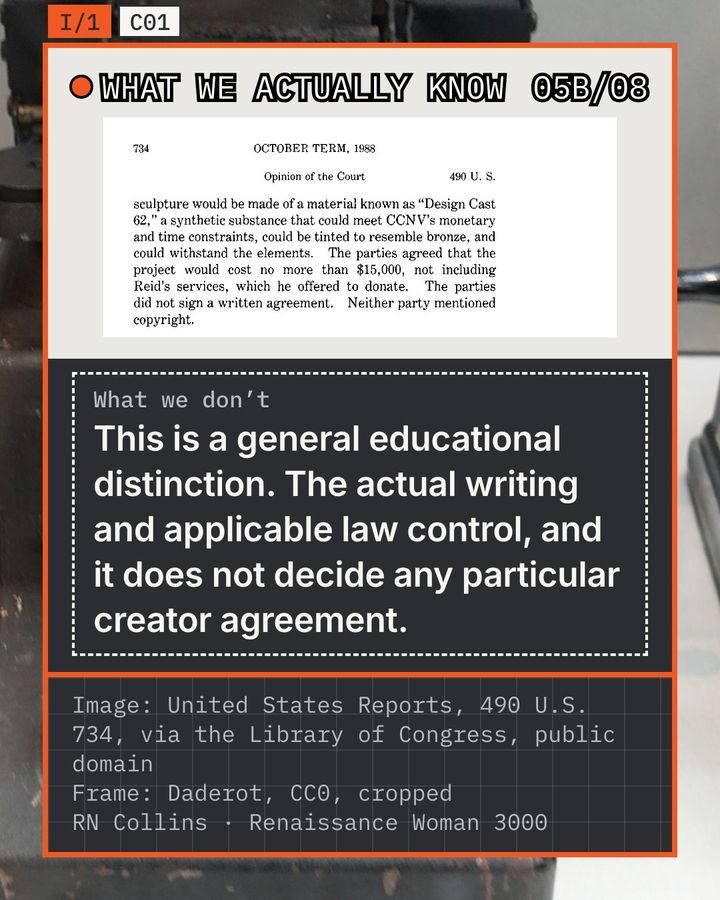 I/1 C01
WHAT WE ACTUALLY KNOW 05B/08
734 OCTOBER TERM, 1988
Opinion of the Court 490 U. S.
sculpture would be made of a material known as “Design Cast
62,” a synthetic substance that could meet CCNV’s monetary
and time constraints, could be tinted to resemble bronze, and
could withstand the elements. The parties agreed that the
project would cost no more than $15,000, not including
Reid’s services, which he offered to donate. The parties
did not sign a written agreement. Neither party mentioned
copyright.
What we don’t
This is a general educational
distinction. The actual writing
and applicable law control, and
it does not decide any particular
creator agreement.
Image: United States Reports, 490 U.S.
734, via the Library of Congress, public
domain
Frame: Daderot, CC0, cropped
RN Collins · Renaissance Woman 3000